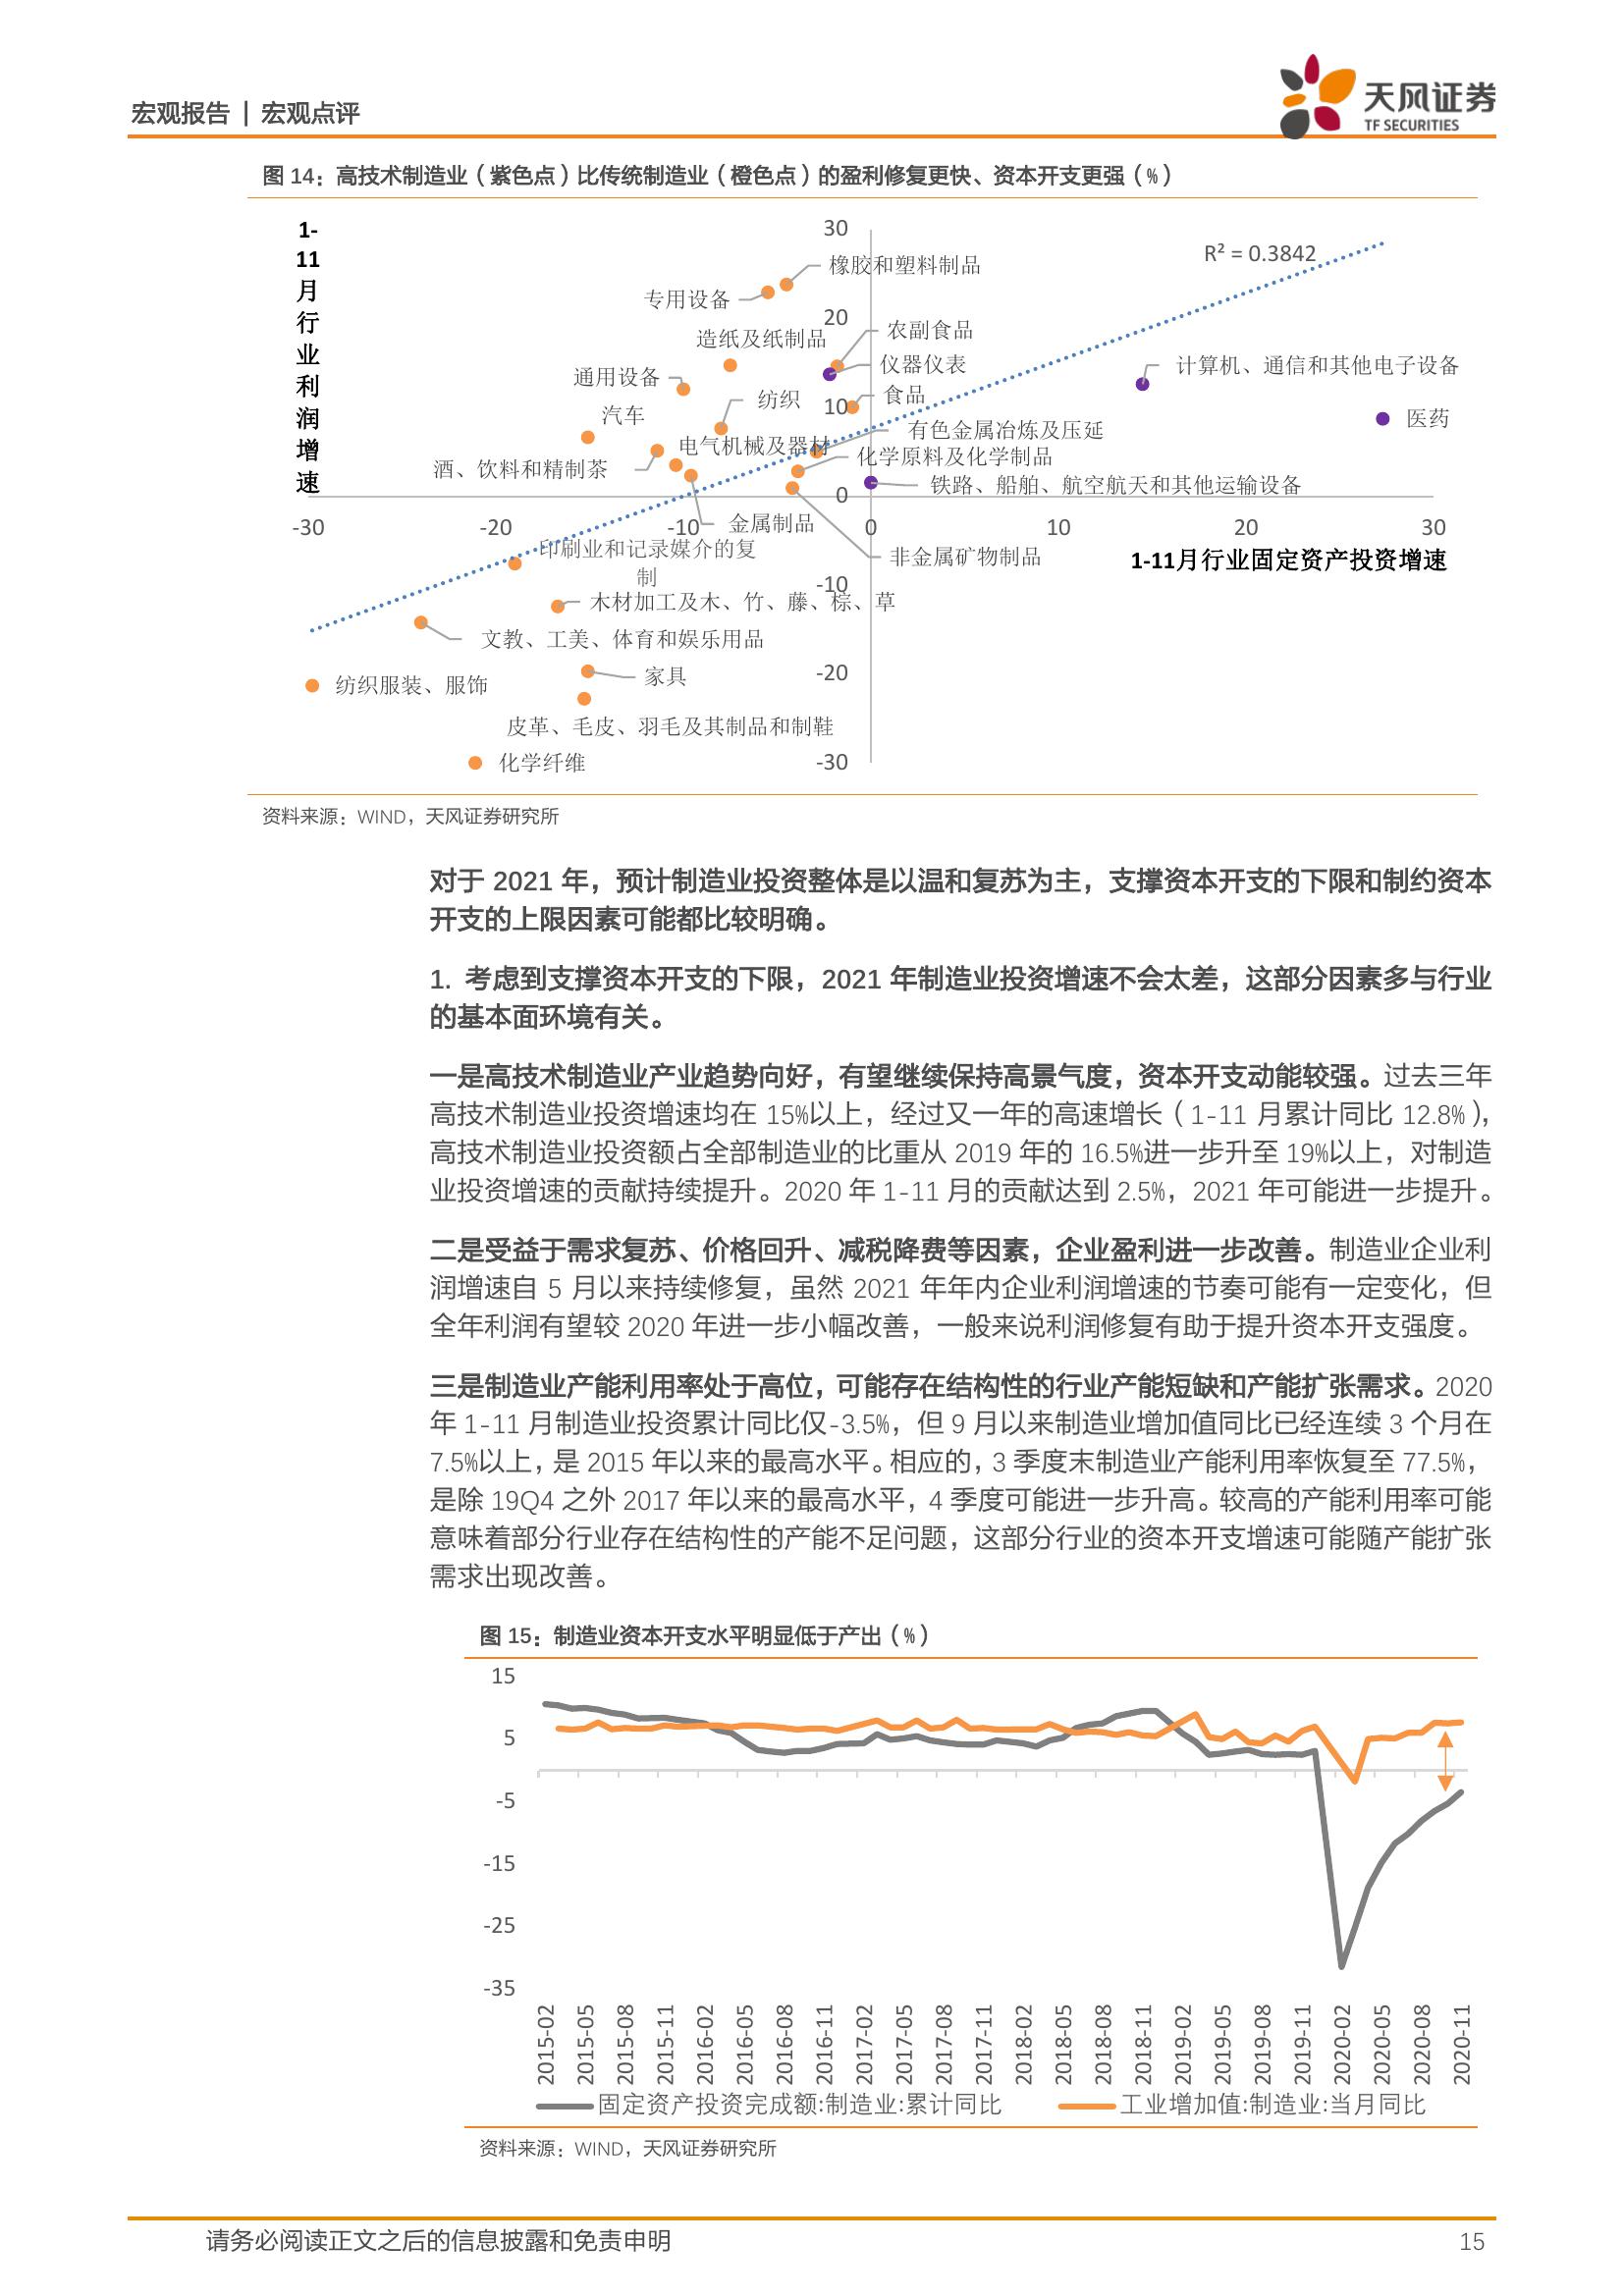 宏观报告 | 宏观点评
天风证券
TF SECURITIES
图 14：高技术制造业（紫色点）比传统制造业（橙色点）的盈利修复更快、资本开支更强（%）
1-
11
月
行
业
利
润
增
速
30
R² = 0.3842
橡胶和塑料制品
专用设备
20
农副食品
造纸及纸制品
仪器仪表
计算机、通信和其他电子设备
通用设备
食品
纺织
10
医药
汽车
有色金属冶炼及压延
电气机械及器材
化学原料及化学制品
酒、饮料和精制茶
铁路、船舶、航空航天和其他运输设备
0
-30
-20
-10
0
10
20
30
金属制品
印刷业和记录媒介的复
制
非金属矿物制品
1-11月行业固定资产投资增速
-10
木材加工及木、竹、藤、棕、草
文教、工美、体育和娱乐用品
-20
家具
纺织服装、服饰
皮革、毛皮、羽毛及其制品和制鞋
-30
化学纤维
资料来源：WIND，天风证券研究所
对于 2021 年，预计制造业投资整体是以温和复苏为主，支撑资本开支的下限和制约资本
开支的上限因素可能都比较明确。
1. 考虑到支撑资本开支的下限，2021 年制造业投资增速不会太差，这部分因素多与行业
的基本面环境有关。
一是高技术制造业产业趋势向好，有望继续保持高景气度，资本开支动能较强。过去三年
高技术制造业投资增速均在 15%以上，经过又一年的高速增长（1-11 月累计同比 12.8%），
高技术制造业投资额占全部制造业的比重从 2019 年的 16.5%进一步升至 19%以上，对制造
业投资增速的贡献持续提升。2020 年 1-11 月的贡献达到 2.5%，2021 年可能进一步提升。
二是受益于需求复苏、价格回升、减税降费等因素，企业盈利进一步改善。制造业企业利
润增速自 5 月以来持续修复，虽然 2021 年年内企业利润增速的节奏可能有一定变化，但
全年利润有望较 2020 年进一步小幅改善，一般来说利润修复有助于提升资本开支强度。
三是制造业产能利用率处于高位，可能存在结构性的行业产能短缺和产能扩张需求。2020
年 1-11 月制造业投资累计同比仅-3.5%，但 9 月以来制造业增加值同比已经连续 3 个月在
7.5%以上，是 2015 年以来的最高水平。相应的，3 季度末制造业产能利用率恢复至 77.5%，
是除 19Q4 之外 2017 年以来的最高水平，4 季度可能进一步升高。较高的产能利用率可能
意味着部分行业存在结构性的产能不足问题，这部分行业的资本开支增速可能随产能扩张
需求出现改善。
图 15：制造业资本开支水平明显低于产出（%）
15
5
-5
-15
-25
-35
2015-02
2015-05
2015-08
2015-11
2016-02
2016-05
2016-08
2016-11
2017-02
2017-05
2017-08
2017-11
2018-02
2018-05
2018-08
2018-11
2019-02
2019-05
2019-08
2019-11
2020-02
2020-05
2020-08
2020-11
固定资产投资完成额:制造业:累计同比
工业增加值:制造业:当月同比
资料来源：WIND，天风证券研究所
请务必阅读正文之后的信息披露和免责申明
15